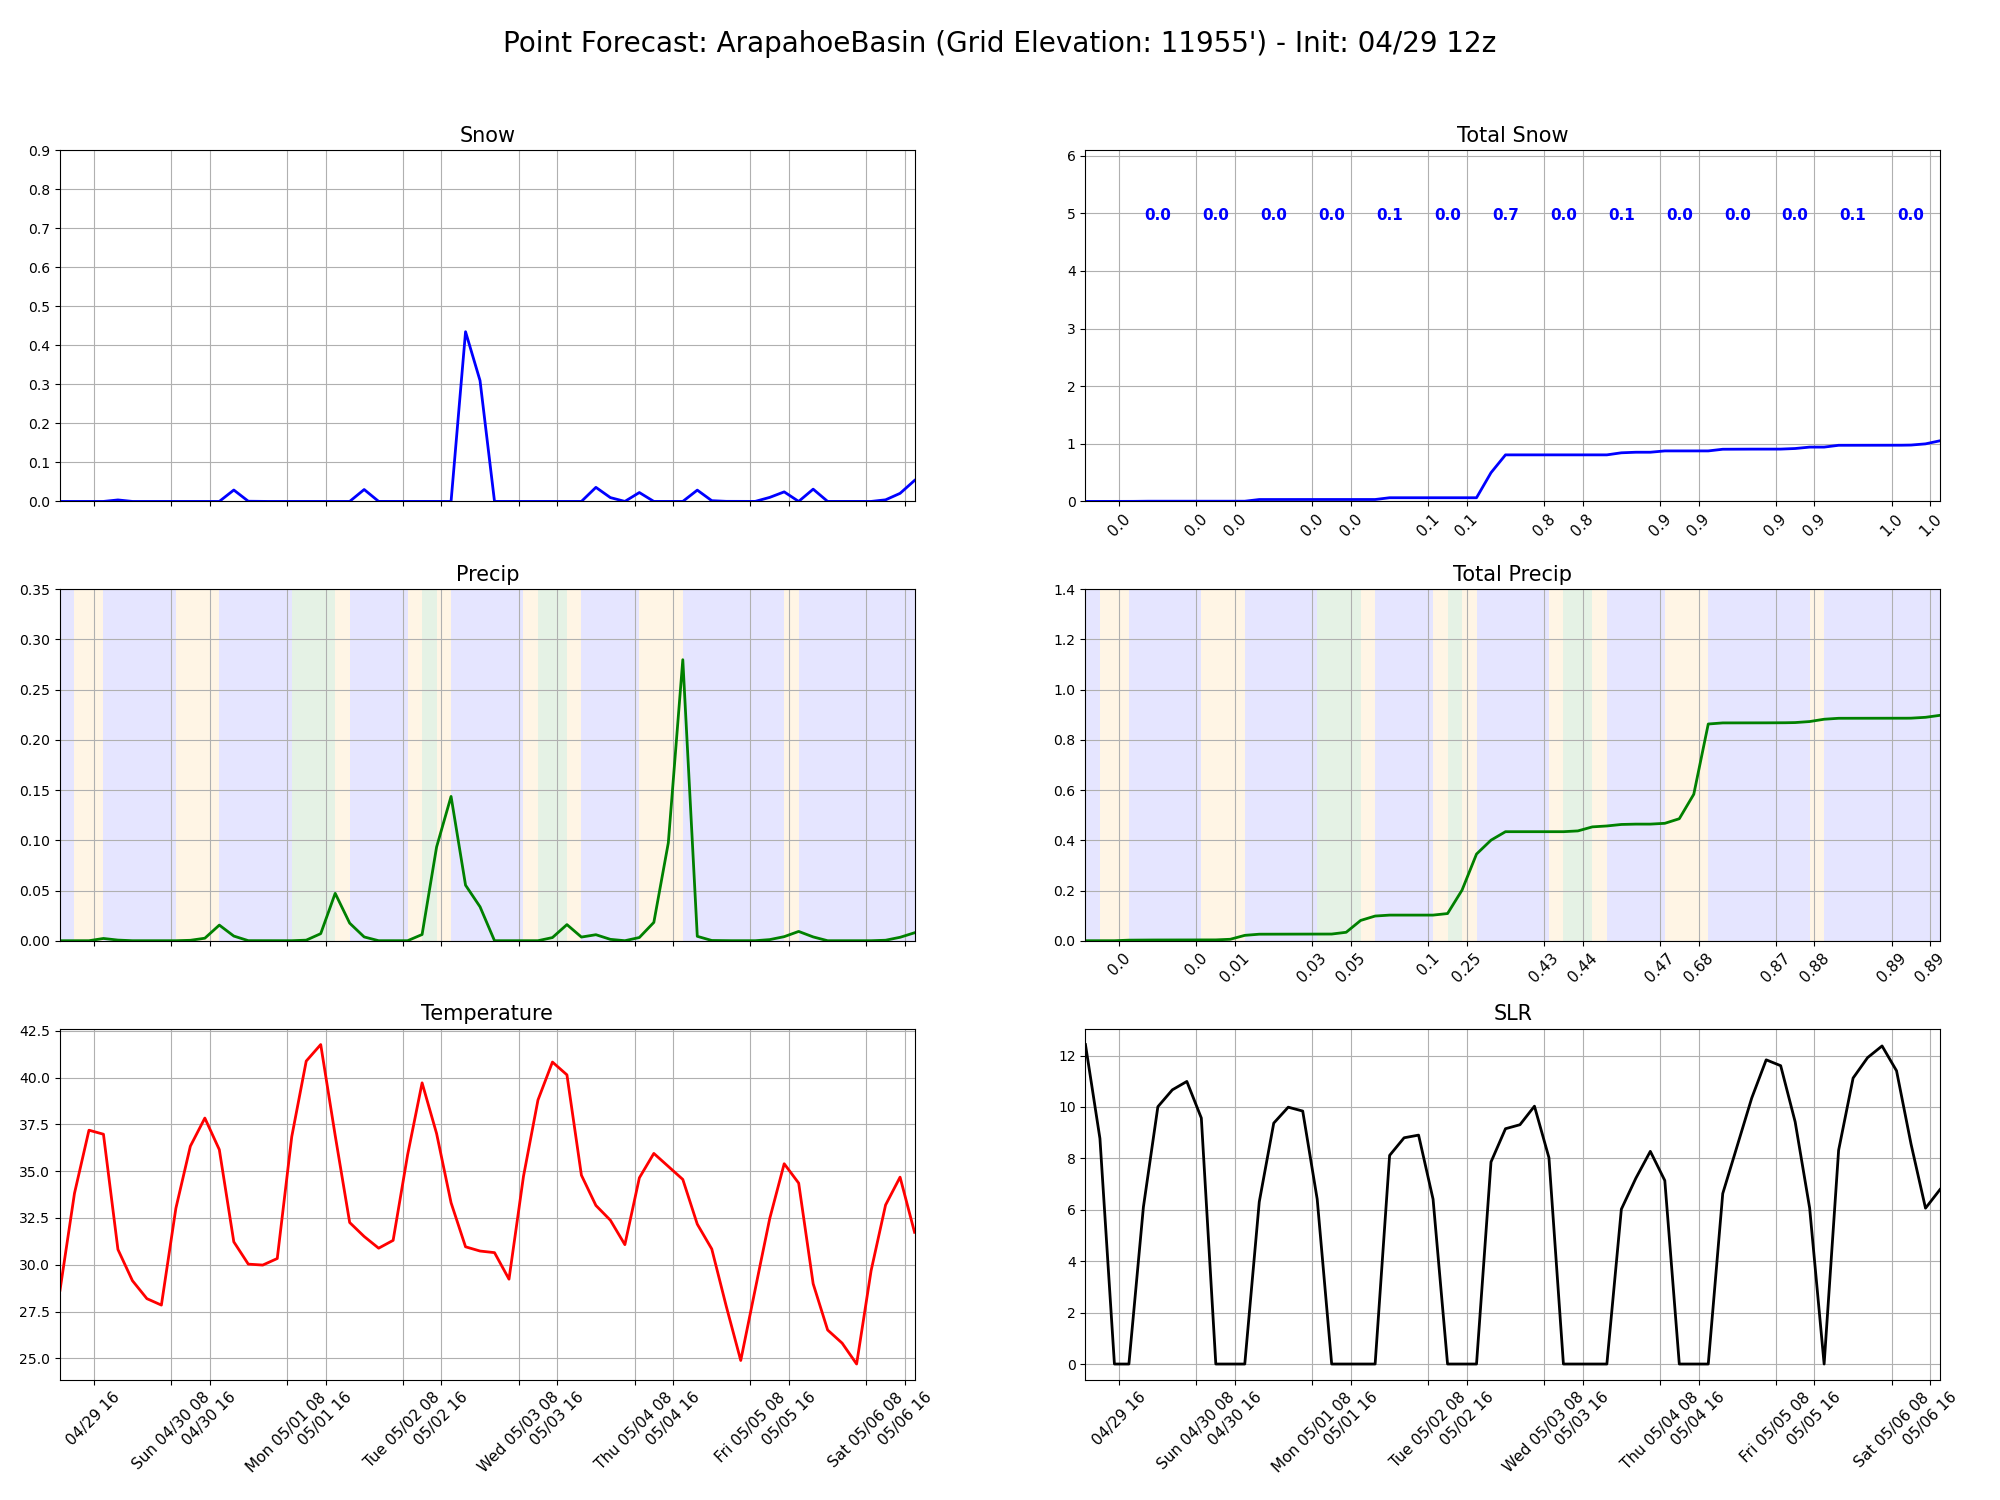 Point Forecast: ArapahoeBasin (Grid Elevation: 11955') - Init: 04/29 12z
Snow
0.9
0.8
0.7
0.6
0.5
0.4
0.3
0.2
0.1
0.0
Total Snow
6
5
4
3
2
1
0
0.0 0.0 0.0 0.0 0.1 0.0 0.7 0.0 0.1 0.0 0.0 0.0 0.1 0.0
0.0 0.0 0.0 0.0 0.0 0.1 0.1 0.8 0.8 0.9 0.9 0.9 0.9 1.0 1.0
Precip
0.35
0.30
0.25
0.20
0.15
0.10
0.05
0.00
Total Precip
1.4
1.2
1.0
0.8
0.6
0.4
0.2
0.0
0.0 0.0 0.01 0.03 0.05 0.1 0.25 0.43 0.44 0.47 0.68 0.87 0.88 0.89 0.89
Temperature
42.5
40.0
37.5
35.0
32.5
30.0
27.5
25.0
04/29 16
Sun 04/30 08
04/30 16
Mon 05/01 08
05/01 16
Tue 05/02 08
05/02 16
Wed 05/03 08
05/03 16
Thu 05/04 08
05/04 16
Fri 05/05 08
05/05 16
Sat 05/06 08
05/06 16
SLR
12
10
8
6
4
2
0
04/29 16
Sun 04/30 08
04/30 16
Mon 05/01 08
05/01 16
Tue 05/02 08
05/02 16
Wed 05/03 08
05/03 16
Thu 05/04 08
05/04 16
Fri 05/05 08
05/05 16
Sat 05/06 08
05/06 16